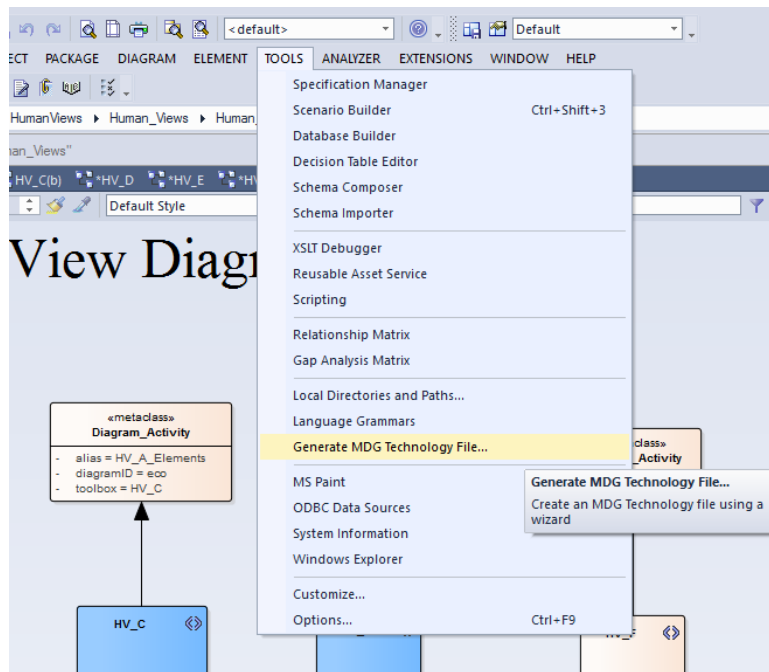 <default>
Default
ECT PACKAGE DIAGRAM ELEMENT TOOLS ANALYZER EXTENSIONS WINDOW HELP
HumanViews Human_Views Human_
an_Views"
HV_C(b) *HV_D *HV_E *HV
Default Style
View Diagr
Specification Manager
Scenario Builder Ctrl+Shift+3
Database Builder
Decision Table Editor
Schema Composer
Schema Importer
XSLT Debugger
Reusable Asset Service
Scripting
Relationship Matrix
Gap Analysis Matrix
Local Directories and Paths...
Language Grammars
Generate MDG Technology File...
MS Paint
ODBC Data Sources
System Information
Windows Explorer
Customize...
Options... Ctrl+F9
Generate MDG Technology File...
Create an MDG Technology file using a
wizard
«metaclass»
Diagram_Activity
- alias = HV_A_Elements
- diagramID = eco
- toolbox = HV_C
class»
_Activity
HV_C